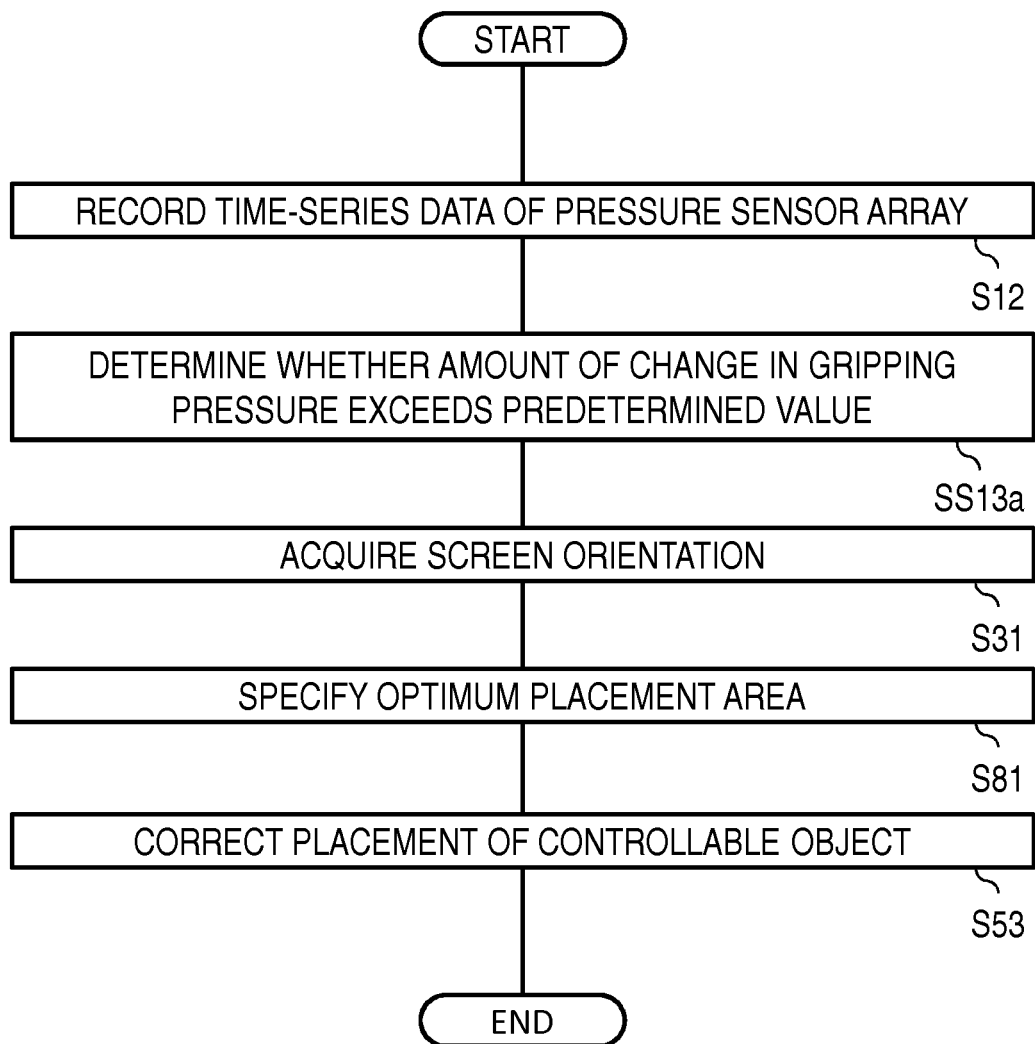 START
RECORD TIME-SERIES DATA OF PRESSURE SENSOR ARRAY
S12
DETERMINE WHETHER AMOUNT OF CHANGE IN GRIPPING
PRESSURE EXCEEDS PREDETERMINED VALUE
SS13a
ACQUIRE SCREEN ORIENTATION
S31
SPECIFY OPTIMUM PLACEMENT AREA
S81
CORRECT PLACEMENT OF CONTROLLABLE OBJECT
S53
END